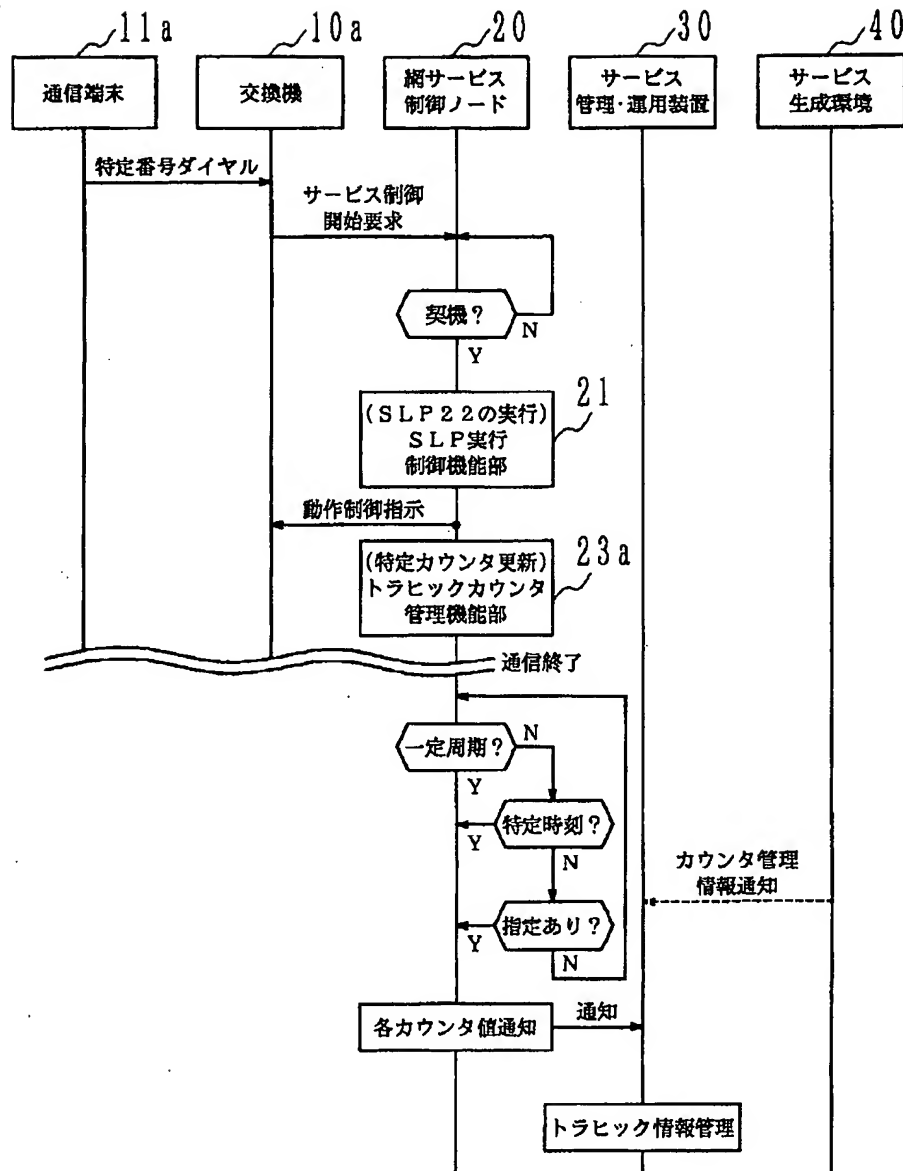 11a
10a
20
30
40
通信端末
交換機
網サービス
制御ノード
サービス
管理・運用装置
サービス
生成環境
特定番号ダイヤル
サービス制御
開始要求
契機？
N
Y
21
(SLP22の実行)
SLP実行
制御機能部
動作制御指示
23a
(特定カウンタ更新)
トラヒックカウンタ
管理機能部
通信終了
一定周期？
N
Y
特定時刻？
Y
N
カウンタ管理
情報通知
指定あり？
Y
N
各カウンタ値通知
通知
トラヒック情報管理